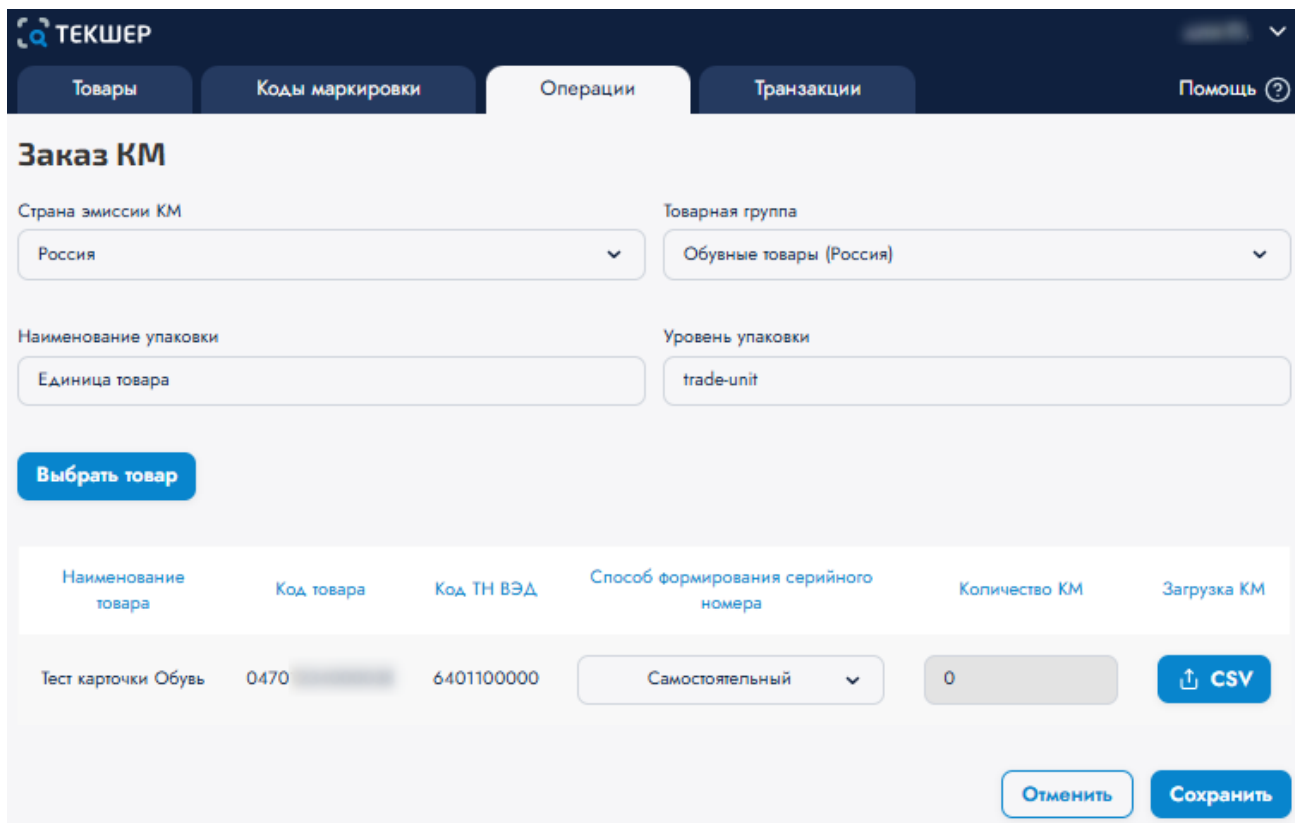 ТЕКШЕР
Товары Коды маркировки Операции Транзакции Помощь ?
Заказ КМ
Страна эмиссии КМ Товарная группа
Россия Обувные товары (Россия)
Наименование упаковки Уровень упаковки
Единица товара trade-unit
Выбрать товар
Наименование товара Код товара Код ТН ВЭД Способ формирования серийного номера Количество КМ Загрузка КМ
Тест карточки Обувь 0470 6401100000 Самостоятельный 0 CSV
Отменить Сохранить